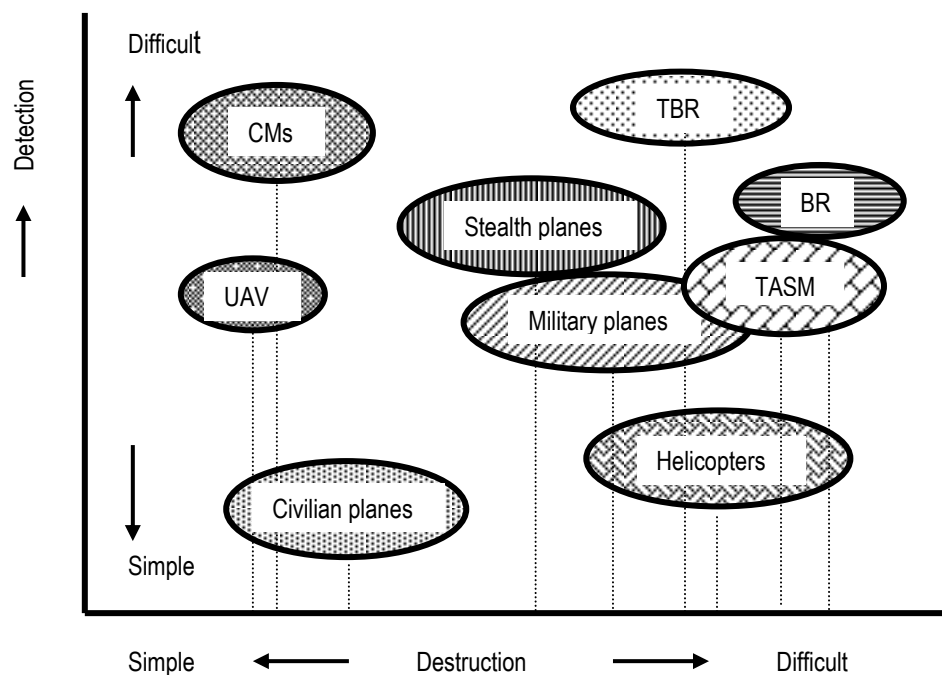 Difficult
Detection
CMs
TBR
Stealth planes
BR
UAV
TASM
Military planes
Helicopters
Civilian planes
Simple
Simple
Destruction
Difficult